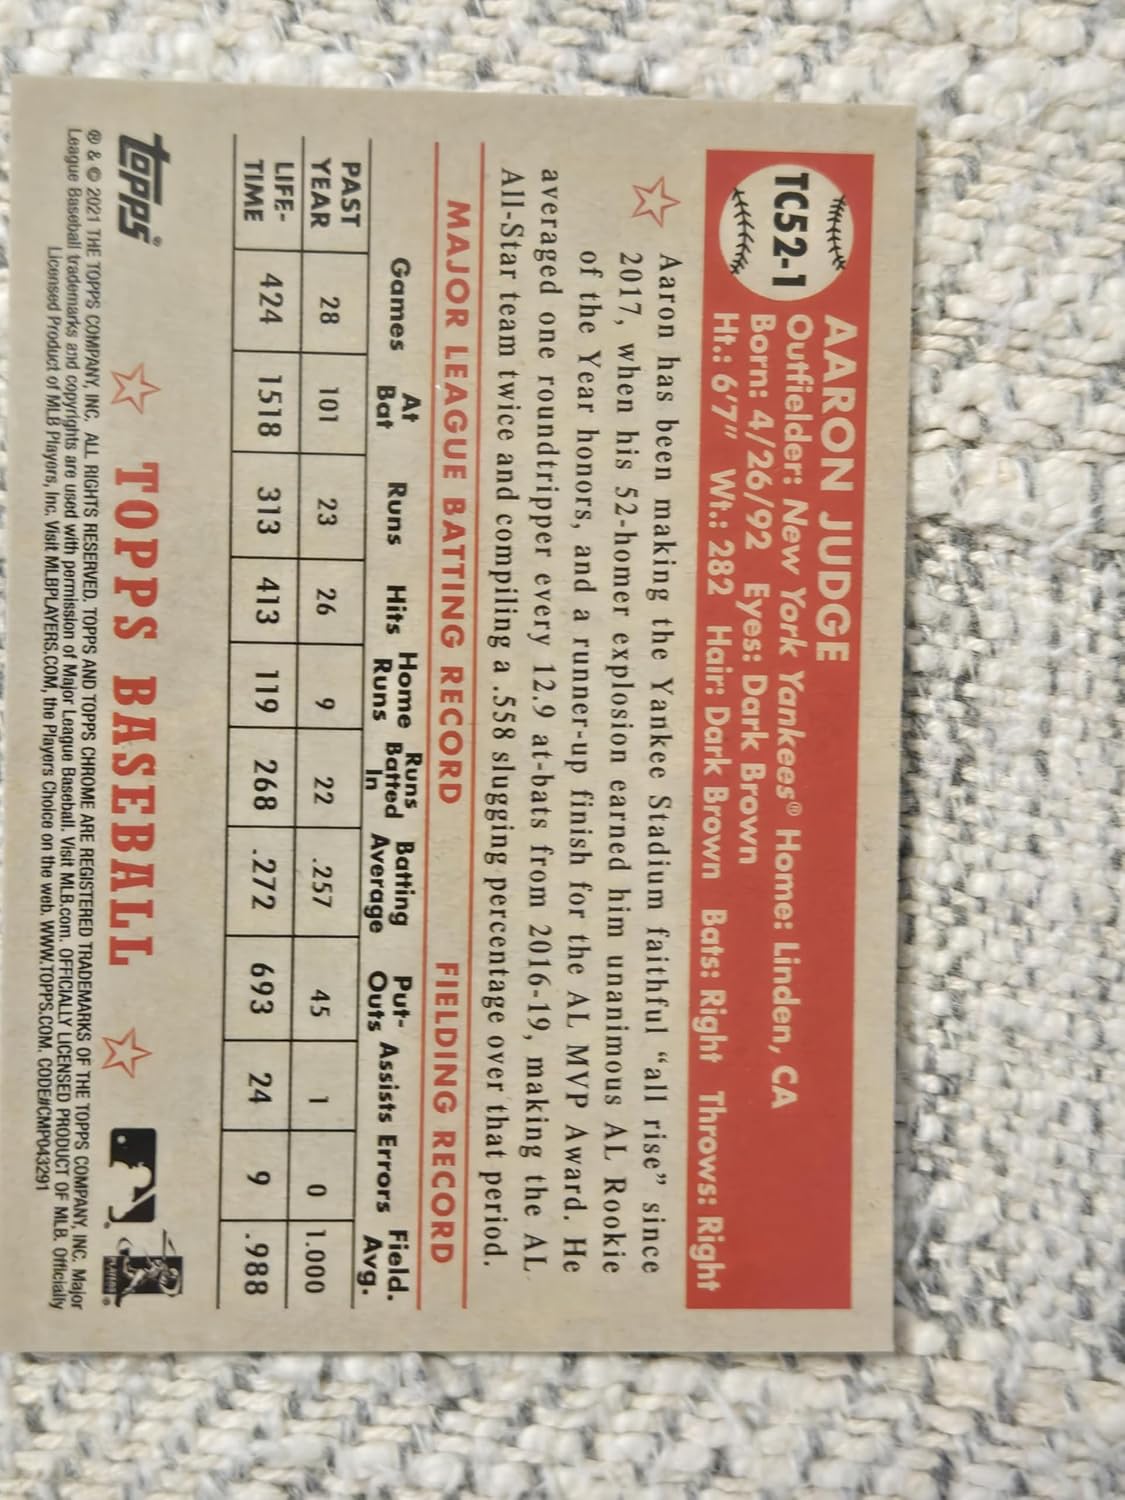 TC52-1
AARON JUDGE
Outfielder: New York Yankees® Home: Linden, CA
Born: 4/26/92 Eyes: Dark Brown
Ht.: 6'7" Wt.: 282 Hair: Dark Brown Bats: Right Throws: Right
Aaron has been making the Yankee Stadium faithful “all rise” since
2017, when his 52-homer explosion earned him unanimous AL Rookie
of the Year honors, and a runner-up finish for the AL MVP Award. He
averaged one roundtripper every 12.9 at-bats from 2016-19, making the AL
All-Star team twice and compiling a .558 slugging percentage over that period.
MAJOR LEAGUE BATTING RECORD FIELDING RECORD
Games At Bat Runs Hits Home Runs Runs Batted In Batting Average Put-Outs Assists Errors Field. Avg.
PAST YEAR 28 101 23 26 9 22 .257 45 1 0 1.000
LIFE-TIME 424 1518 313 413 119 268 .272 693 24 9 .988
Topps® TOPPS BASEBALL
® & © 2021 THE TOPPS COMPANY, INC. ALL RIGHTS RESERVED. TOPPS AND TOPPS CHROME ARE REGISTERED TRADEMARKS OF THE TOPPS COMPANY, INC. Major
League Baseball trademarks and copyrights are used with permission of Major League Baseball. Visit MLB.com. OFFICIALLY LICENSED PRODUCT OF MLB. Officially
Licensed Product of MLB Players, Inc. Visit MLBPLAYERS.COM, the Players Choice on the web. WWW.TOPPS.COM. CODE#CMP043291